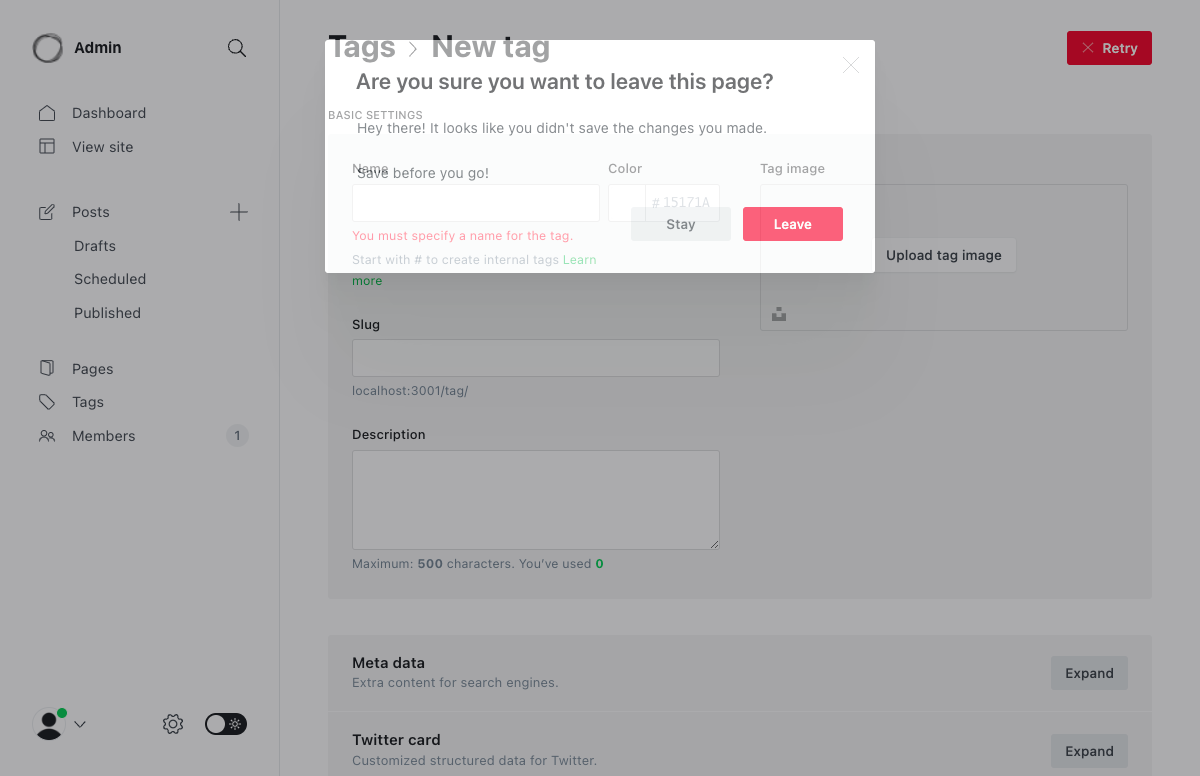 Admin
Dashboard
View site
Posts
Drafts
Scheduled
Published
Pages
Tags
Members 1
Tags New tag
Retry
Are you sure you want to leave this page?
BASIC SETTINGS
Hey there! It looks like you didn't save the changes you made.
Name
Color
Tag image
Save before you go!
# 15171A
Stay
Leave
You must specify a name for the tag.
Start with # to create internal tags Learn
more
Upload tag image
Slug
localhost:3001/tag/
Description
Maximum: 500 characters. You've used 0
Meta data
Extra content for search engines.
Expand
Twitter card
Customized structured data for Twitter.
Expand